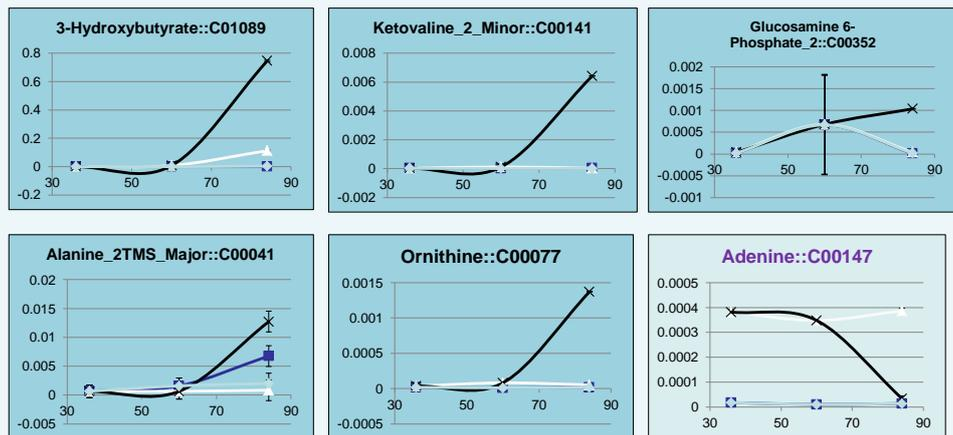 3-Hydroxybutyrate::C01089
0.8
0.6
0.4
0.2
0
-0.2
30 50 70 90
Ketovaline_2_Minor::C00141
0.008
0.006
0.004
0.002
0
-0.002
30 50 70 90
Glucosamine 6-
Phosphate_2::C00352
0.002
0.0015
0.001
0.0005
0
-0.0005
-0.001
30 50 70 90
Alanine_2TMS_Major::C00041
0.02
0.015
0.01
0.005
0
-0.005
30 50 70 90
Ornithine::C00077
0.0015
0.001
0.0005
0
-0.0005
30 50 70 90
Adenine::C00147
0.0005
0.0004
0.0003
0.0002
0.0001
0
30 50 70 90